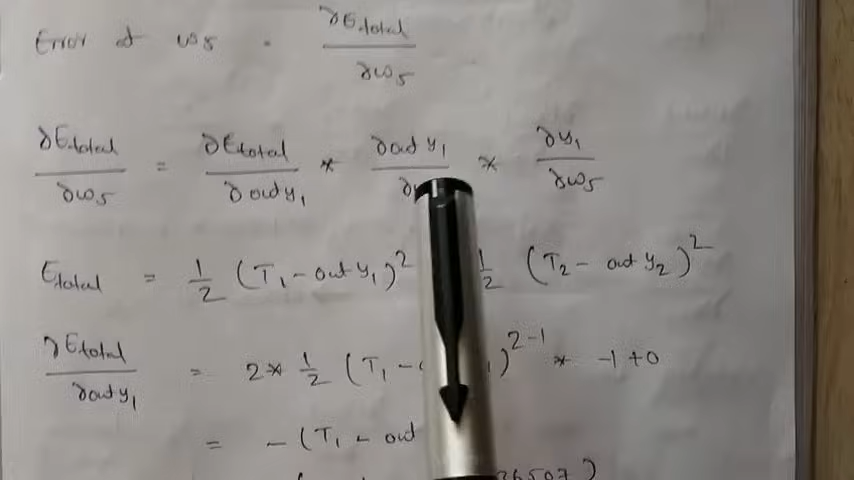 Error at w5 = ∂Etotal / ∂w5
∂Etotal / ∂w5 = ∂Etotal / ∂out y1 * ∂out y1 / ∂ * ∂y1 / ∂w5
Etotal = 1/2 (T1 - out y1)^2 1/2 (T2 - out y2)^2
∂Etotal / ∂out y1 = 2 * 1/2 (T1 - 1)^2-1 * -1 + 0
= -(T1 - out
36507)